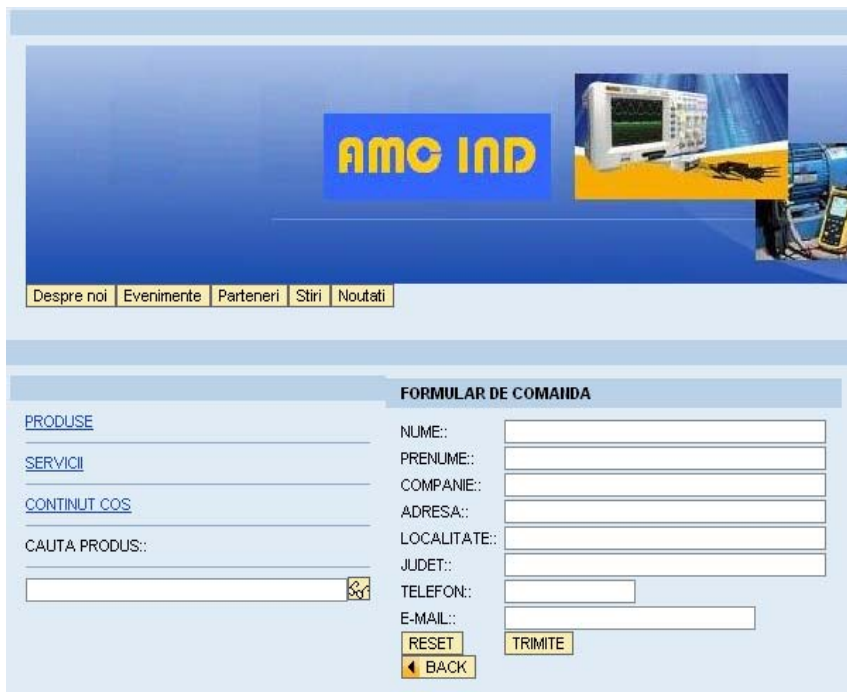 AMC IND
Despre noi Evenimente Parteneri Stiri Noutati
PRODUSE
SERVICII
CONTINUT COS
CAUTA PRODUS::
FORMULAR DE COMANDA
NUME::
PRENUME::
COMPANIE::
ADRESA::
LOCALITATE::
JUDET::
TELEFON::
E-MAIL::
RESET TRIMITE
BACK